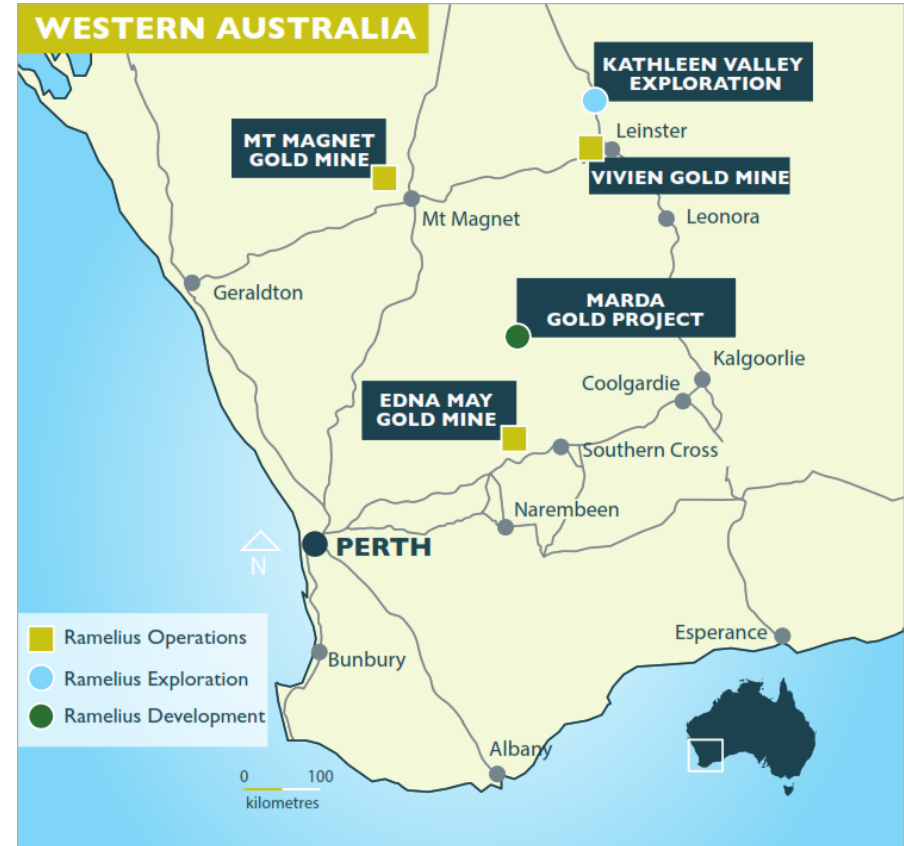 WESTERN AUSTRALIA
KATHLEEN VALLEY
EXPLORATION
MT MAGNET
GOLD MINE
Leinster
VIVIEN GOLD MINE
Mt Magnet
Leonora
Geraldton
MARDA
GOLD PROJECT
Kalgoorlie
Coolgardie
EDNA MAY
GOLD MINE
Southern Cross
Narembeen
PERTH
N
Ramelius Operations
Ramelius Exploration
Ramelius Development
Bunbury
Esperance
Albany
0 100
kilometres